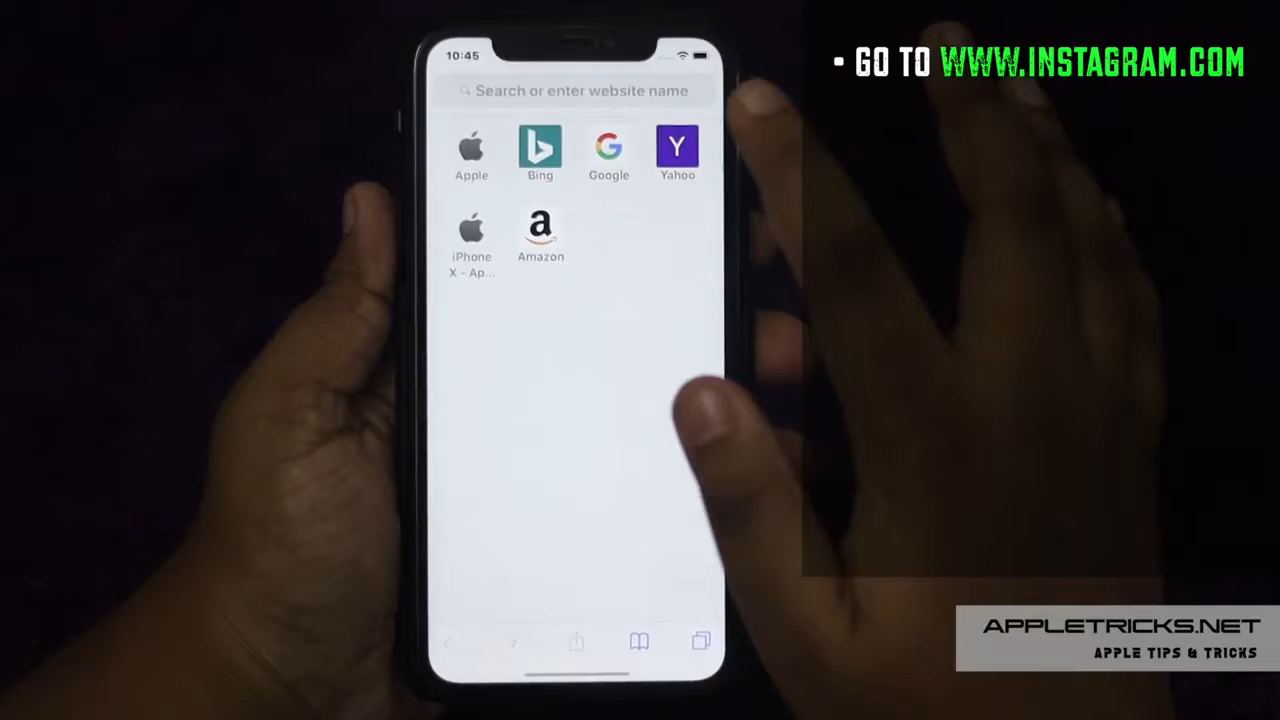 • GO TO WWW.INSTAGRAM.COM
10:45
Search or enter website name
Apple
Bing
Google
Y
Yahoo
a
iPhone
X - Ap...
Amazon
APPLETRICKS.NET
APPLE TIPS & TRICKS